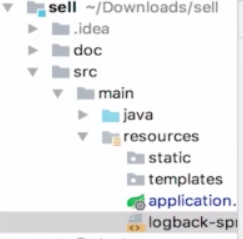 sell ~/Downloads/sell
.idea
doc
src
main
java
resources
static
templates
application.
logback-spr